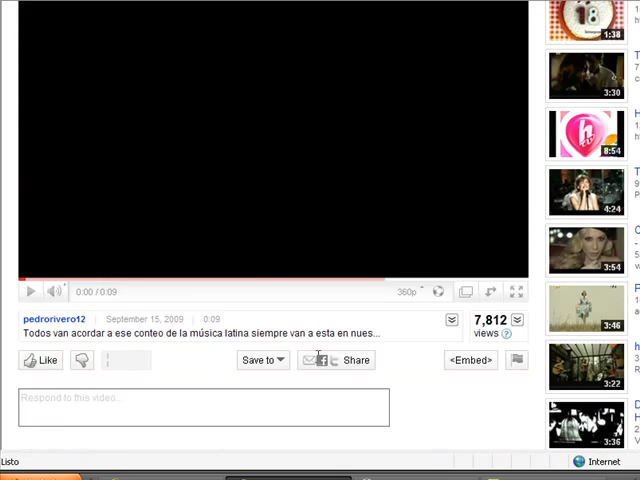 18
1:38
3:30
h
8:54
4:24
3:54
3:46
3:22
3:36
0:00 / 0:09
360p
pedrorivero12
September 15, 2009
0:09
7,812
views
Todos van acordar a ese conteo de la música latina siempre van a esta en nues...
Like
Save to
Share
<Embed>
Respond to this video...
Listo
Internet